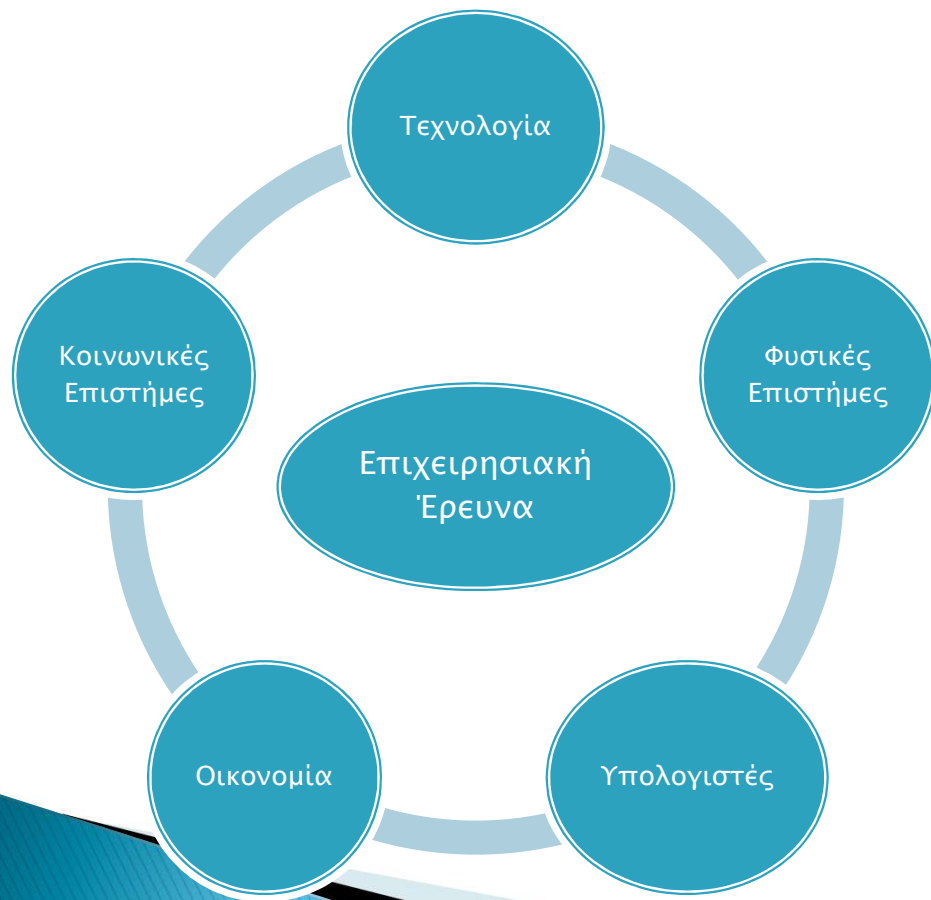 Τεχνολογία
Κοινωνικές
Επιστήμες
Φυσικές
Επιστήμες
Επιχειρησιακή
Έρευνα
Οικονομία
Υπολογιστές